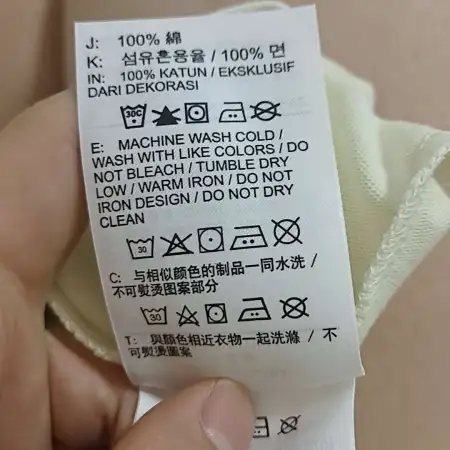 J: 100% 綿
K: 섬유혼용율 / 100% 면
IN: 100% KATUN / EKSKLUSIF
DARI DEKORASI
30C
E: MACHINE WASH COLD /
WASH WITH LIKE COLORS / DO
NOT BLEACH / TUMBLE DRY
LOW / WARM IRON / DO NOT
IRON DESIGN / DO NOT DRY
CLEAN
30
C: 与相似颜色的制品一同水洗 /
不可熨烫图案部分
30
T: 與顏色相近衣物一起洗滌 / 不
可熨燙圖案